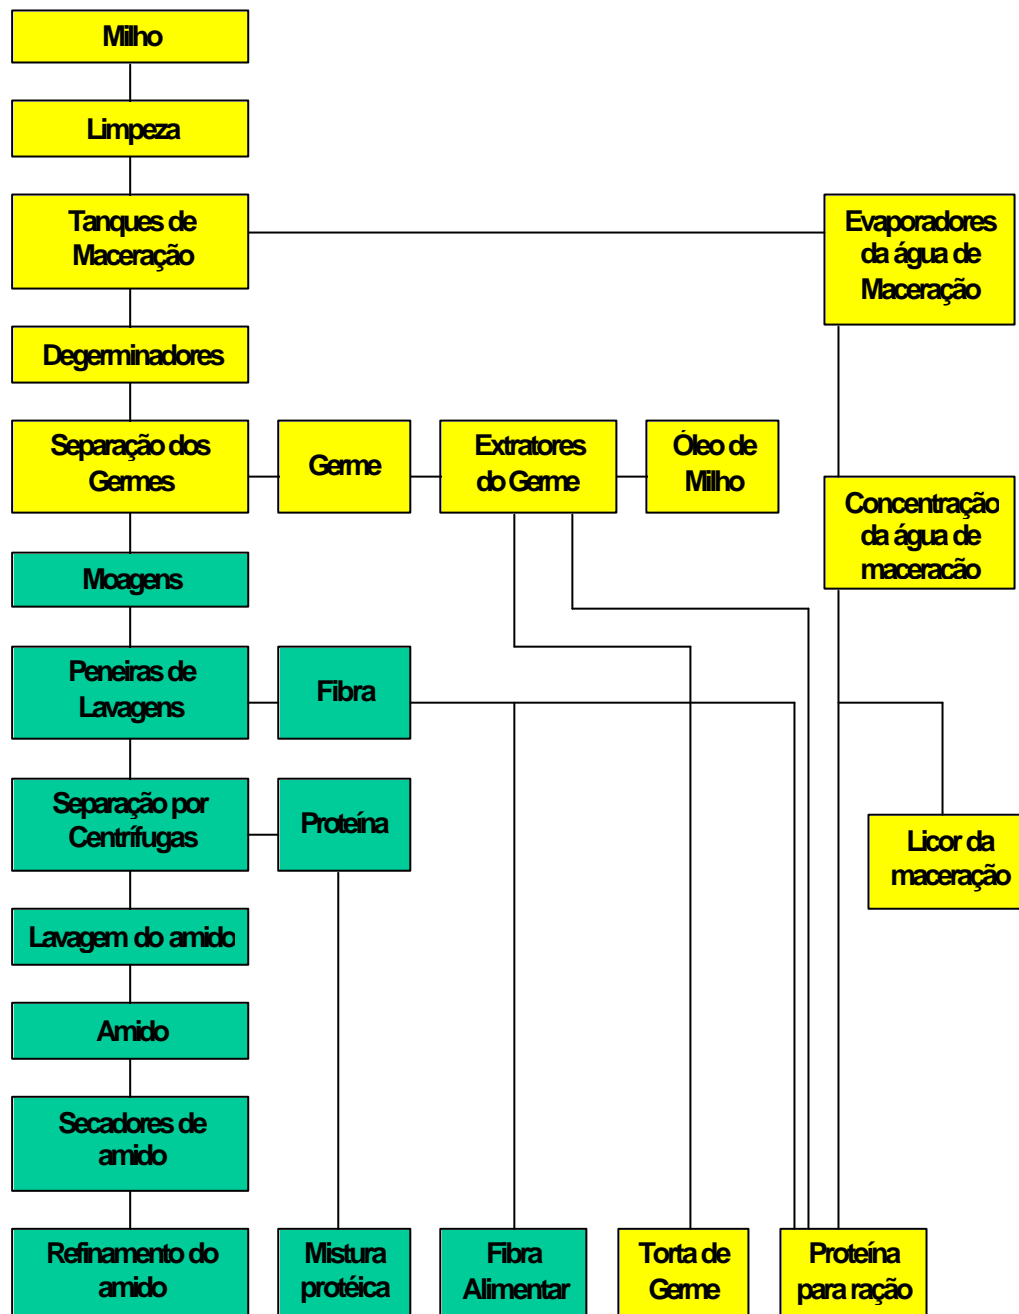 Milho
Limpeza
Tanques de
Maceração
Evaporadores
da água de
Maceração
Degerminadores
Separação dos
Germes
Germe
Extratores
do Germe
Óleo de
Milho
Concentração
da água de
maceração
Moagens
Peneiras de
Lavagens
Fibra
Separação por
Centrífugas
Proteína
Licor da
maceração
Lavagem do amido
Amido
Secadores de
amido
Refinamento do
amido
Mistura
protéica
Fibra
Alimentar
Torta de
Germe
Proteína
para ração